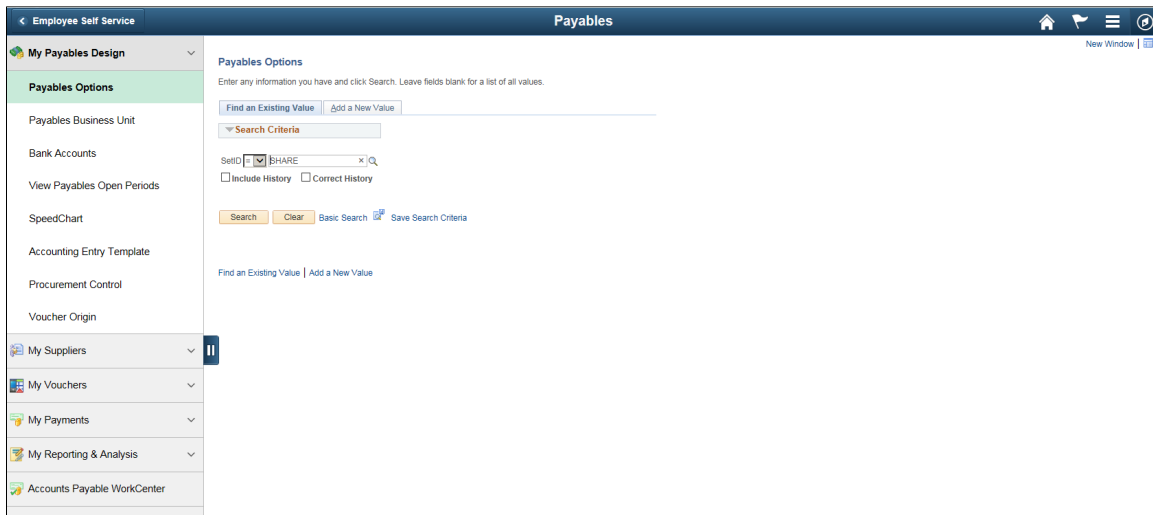 Employee Self Service
Payables
New Window
My Payables Design
Payables Options
Payables Business Unit
Bank Accounts
View Payables Open Periods
SpeedChart
Accounting Entry Template
Procurement Control
Voucher Origin
My Suppliers
My Vouchers
My Payments
My Reporting & Analysis
Accounts Payable WorkCenter
Payables Options
Enter any information you have and click Search. Leave fields blank for a list of all values.
Find an Existing Value Add a New Value
Search Criteria
SetID = SHARE
Include History Correct History
Search Clear Basic Search Save Search Criteria
Find an Existing Value | Add a New Value